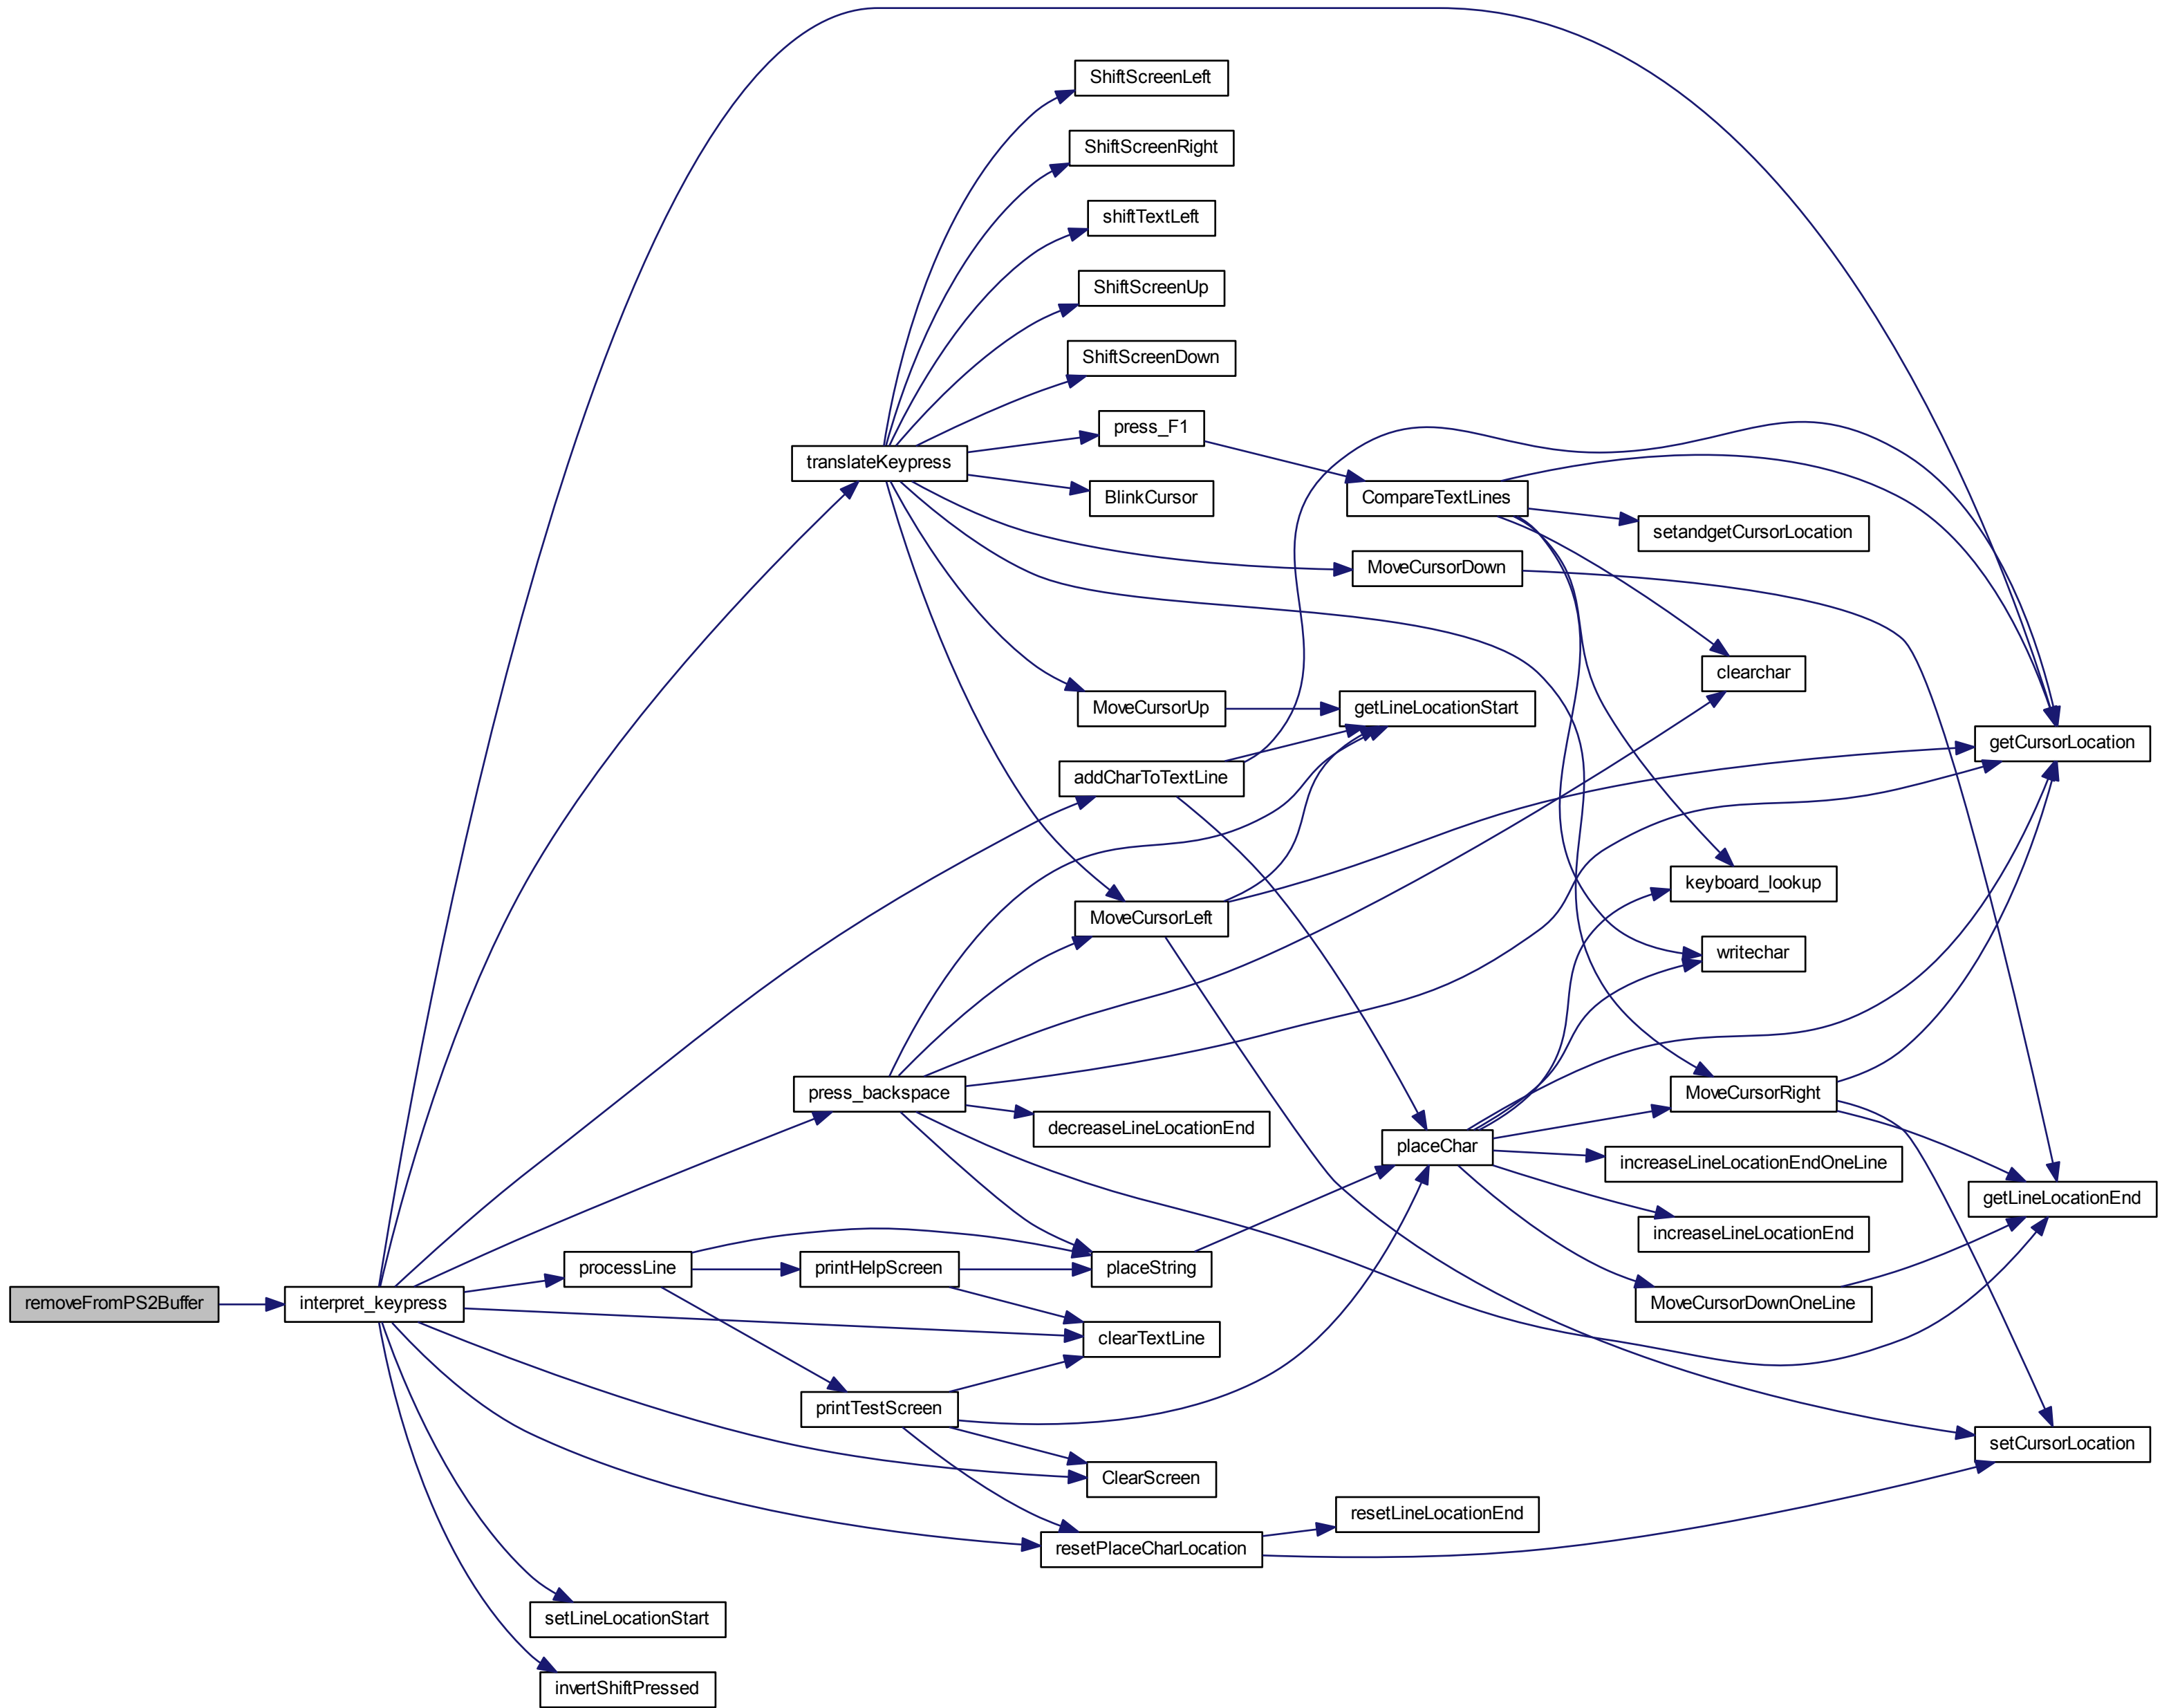 ShiftScreenLeft
ShiftScreenRight
shiftTextLeft
ShiftScreenUp
ShiftScreenDown
press_F1
translateKeypress
BlinkCursor
CompareTextLines
setandgetCursorLocation
MoveCursorDown
clearchar
MoveCursorUp
getLineLocationStart
getCursorLocation
addCharToTextLine
keyboard_lookup
MoveCursorLeft
writechar
press_backspace
MoveCursorRight
decreaseLineLocationEnd
placeChar
increaseLineLocationEndOneLine
getLineLocationEnd
increaseLineLocationEnd
processLine
printHelpScreen
placeString
removeFromPS2Buffer
interpret_keypress
MoveCursorDownOneLine
clearTextLine
printTestScreen
setCursorLocation
ClearScreen
resetLineLocationEnd
resetPlaceCharLocation
setLineLocationStart
invertShiftPressed